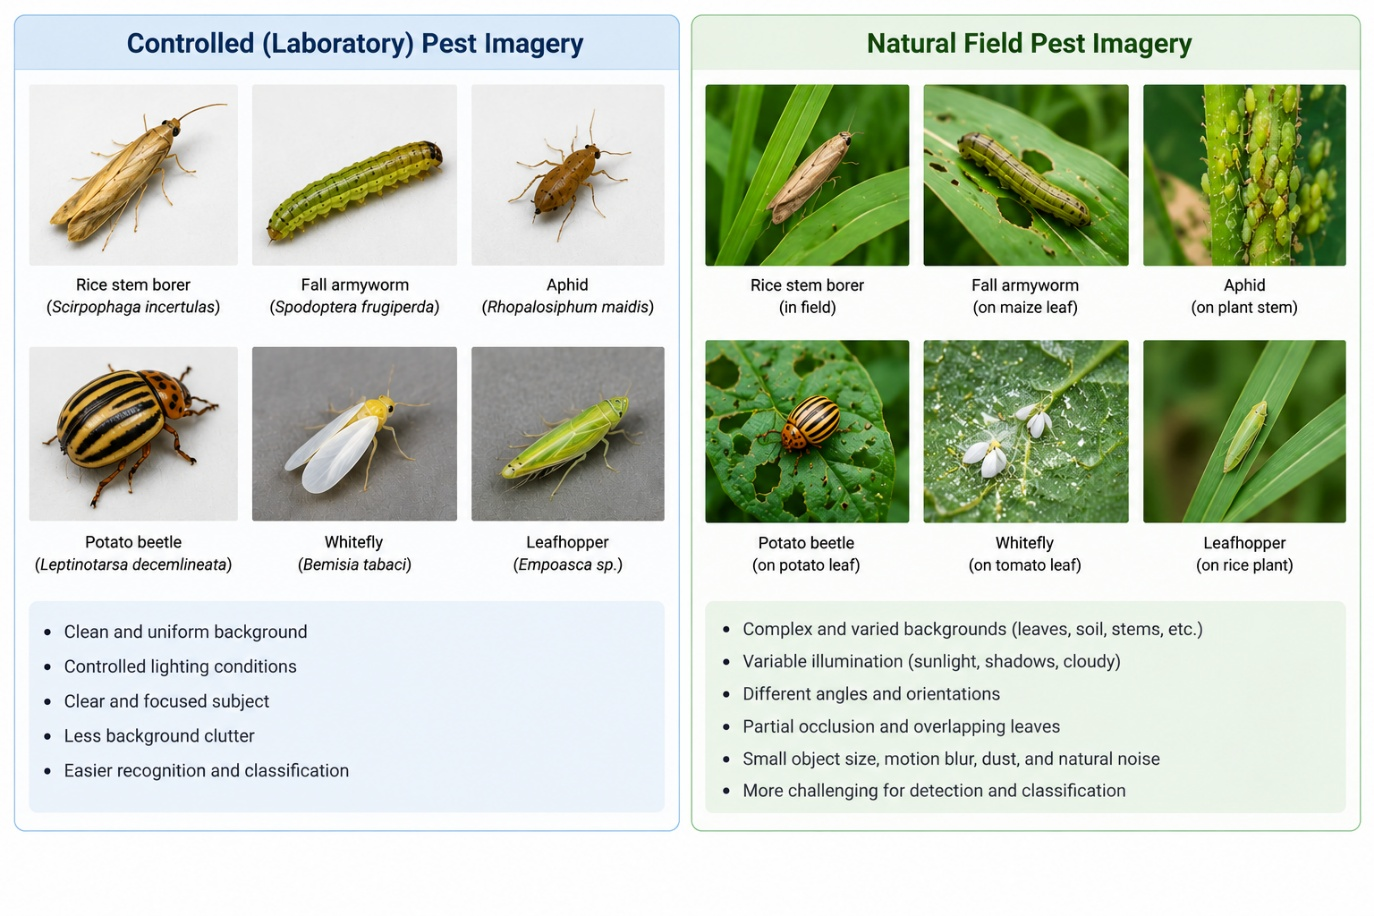 Controlled (Laboratory) Pest Imagery
Rice stem borer
(Scirpophaga incertulas)
Fall armyworm
(Spodoptera frugiperda)
Aphid
(Rhopalosiphum maidis)
Potato beetle
(Leptinotarsa decemlineata)
Whitefly
(Bemisia tabaci)
Leafhopper
(Empoasca sp.)
• Clean and uniform background
• Controlled lighting conditions
• Clear and focused subject
• Less background clutter
• Easier recognition and classification
Natural Field Pest Imagery
Rice stem borer
(in field)
Fall armyworm
(on maize leaf)
Aphid
(on plant stem)
Potato beetle
(on potato leaf)
Whitefly
(on tomato leaf)
Leafhopper
(on rice plant)
• Complex and varied backgrounds (leaves, soil, stems, etc.)
• Variable illumination (sunlight, shadows, cloudy)
• Different angles and orientations
• Partial occlusion and overlapping leaves
• Small object size, motion blur, dust, and natural noise
• More challenging for detection and classification